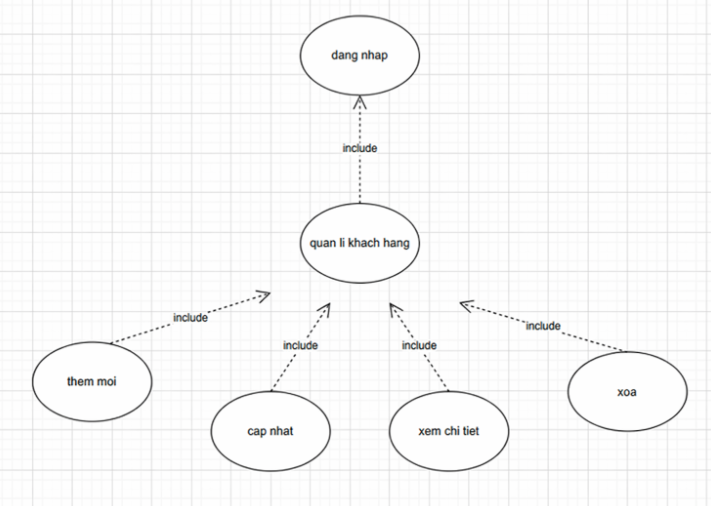 dang nhap
include
quan li khach hang
include
include
include
include
them moi
cap nhat
xem chi tiet
xoa